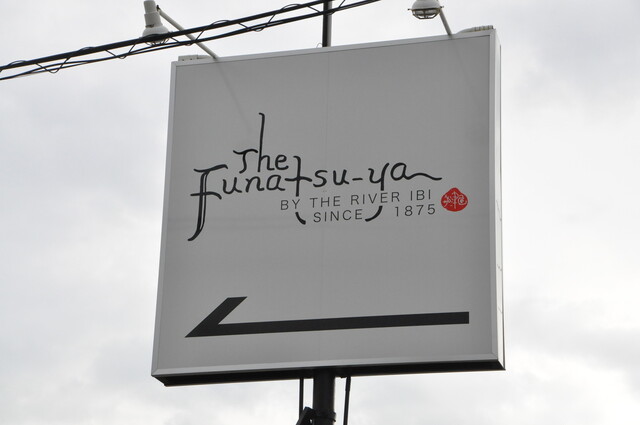 The
Funatsu-ya
BY THE RIVER IBI
SINCE 1875